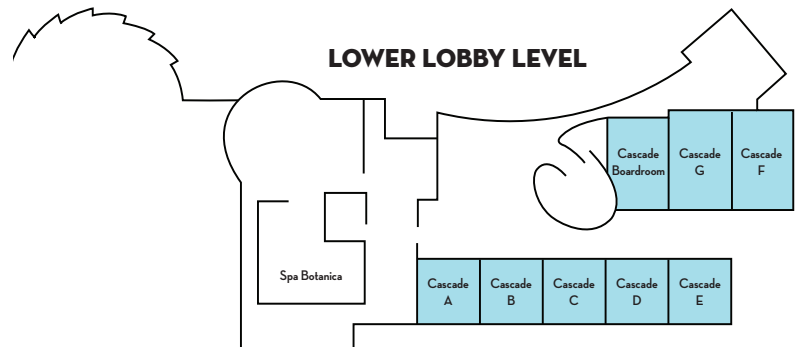 LOWER LOBBY LEVEL
Cascade
Boardroom
Cascade
G
Cascade
F
Spa Botanica
Cascade
A
Cascade
B
Cascade
C
Cascade
D
Cascade
E